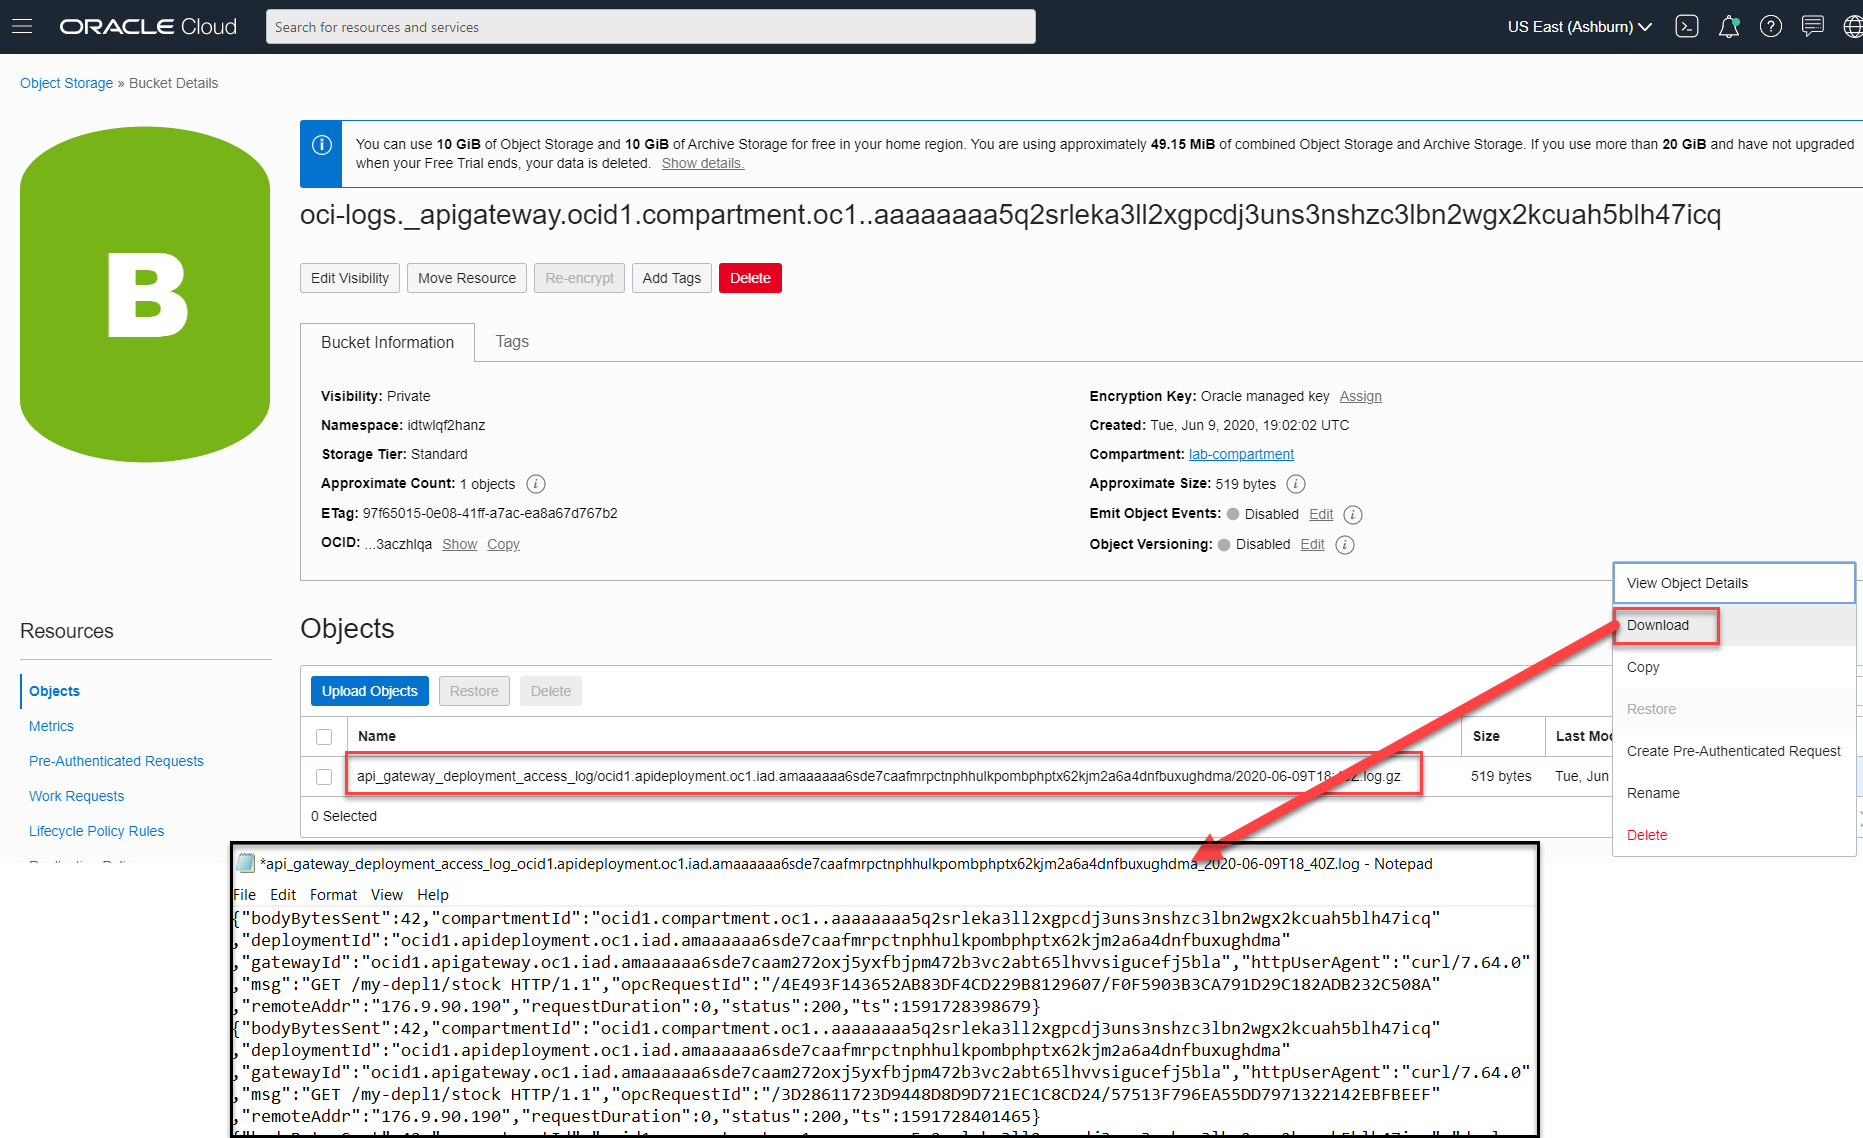 ORACLE Cloud
Search for resources and services
US East (Ashburn)
Object Storage » Bucket Details
B
You can use 10 GiB of Object Storage and 10 GiB of Archive Storage for free in your home region. You are using approximately 49.15 MiB of combined Object Storage and Archive Storage. If you use more than 20 GiB and have not upgraded
when your Free Trial ends, your data is deleted. Show details.
oci-logs._apigateway.ocid1.compartment.oc1..aaaaaaaa5q2srleka3ll2xgpcdj3uns3nshzc3lbn2wgx2kcuah5blh47icq
Edit Visibility Move Resource Re-encrypt Add Tags Delete
Bucket Information Tags
Visibility: Private
Namespace: idtwlqf2hanz
Storage Tier: Standard
Approximate Count: 1 objects
ETag: 97f65015-0e08-41ff-a7ac-ea8a67d767b2
OCID: ...3aczhlqa Show Copy
Encryption Key: Oracle managed key Assign
Created: Tue, Jun 9, 2020, 19:02:02 UTC
Compartment: lab-compartment
Approximate Size: 519 bytes
Emit Object Events: Disabled Edit
Object Versioning: Disabled Edit
Resources
Objects
Metrics
Pre-Authenticated Requests
Work Requests
Lifecycle Policy Rules
Objects
Upload Objects Restore Delete
Name Size Last Mod
api_gateway_deployment_access_log/ocid1.apideployment.oc1.iad.amaaaaaa6sde7caafmrpctnphhulkpombphptx62kjm2a6a4dnfbuxughdma/2020-06-09T18:40Z.log.gz 519 bytes Tue, Jun
0 Selected
View Object Details
Download
Copy
Restore
Create Pre-Authenticated Request
Rename
Delete
*api_gateway_deployment_access_log_ocid1.apideployment.oc1.iad.amaaaaaa6sde7caafmrpctnphhulkpombphptx62kjm2a6a4dnfbuxughdma_2020-06-09T18_40Z.log - Notepad
File Edit Format View Help
{"bodyBytesSent":42,"compartmentId":"ocid1.compartment.oc1..aaaaaaaa5q2srleka3ll2xgpcdj3uns3nshzc3lbn2wgx2kcuah5blh47icq"
,"deploymentId":"ocid1.apideployment.oc1.iad.amaaaaaa6sde7caafmrpctnphhulkpombphptx62kjm2a6a4dnfbuxughdma"
,"gatewayId":"ocid1.apigateway.oc1.iad.amaaaaaa6sde7caam272oxj5yxfbjpm472b3vc2abt65lhvvsigucefj5bla","httpUserAgent":"curl/7.64.0"
,"msg":"GET /my-depl1/stock HTTP/1.1","opcRequestId":"/4E493F143652AB83DF4CD229B8129607/F0F5903B3CA791D29C182ADB232C508A"
,"remoteAddr":"176.9.90.190","requestDuration":0,"status":200,"ts":1591728398679}
{"bodyBytesSent":42,"compartmentId":"ocid1.compartment.oc1..aaaaaaaa5q2srleka3ll2xgpcdj3uns3nshzc3lbn2wgx2kcuah5blh47icq"
,"deploymentId":"ocid1.apideployment.oc1.iad.amaaaaaa6sde7caafmrpctnphhulkpombphptx62kjm2a6a4dnfbuxughdma"
,"gatewayId":"ocid1.apigateway.oc1.iad.amaaaaaa6sde7caam272oxj5yxfbjpm472b3vc2abt65lhvvsigucefj5bla","httpUserAgent":"curl/7.64.0"
,"msg":"GET /my-depl1/stock HTTP/1.1","opcRequestId":"/3D28611723D9448D8D9D721EC1C8CD24/57513F796EA55DD7971322142EBFBEEF"
,"remoteAddr":"176.9.90.190","requestDuration":0,"status":200,"ts":1591728401465}